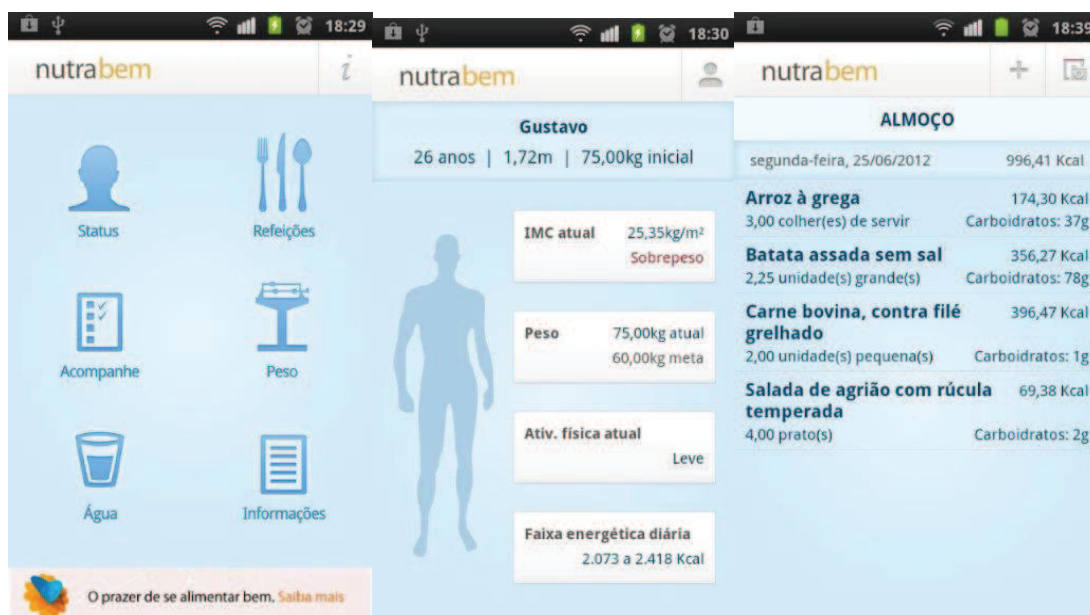 18:29
nutrabem
i
Status
Refeições
Acompanhe
Peso
Água
Informações
O prazer de se alimentar bem. Saiba mais
18:30
nutrabem
Gustavo
26 anos | 1,72m | 75,00kg inicial
IMC atual 25,35kg/m²
Sobrepeso
Peso 75,00kg atual
60,00kg meta
Ativ. física atual
Leve
Faixa energética diária
2.073 a 2.418 Kcal
18:39
nutrabem
ALMOÇO
segunda-feira, 25/06/2012 996,41 Kcal
Arroz à grega 174,30 Kcal
3,00 colher(es) de servir Carboidratos: 37g
Batata assada sem sal 356,27 Kcal
2,25 unidade(s) grande(s) Carboidratos: 78g
Carne bovina, contra filé 396,47 Kcal
grelhado
2,00 unidade(s) pequena(s) Carboidratos: 1g
Salada de agrião com rúcula 69,38 Kcal
temperada
4,00 prato(s) Carboidratos: 2g